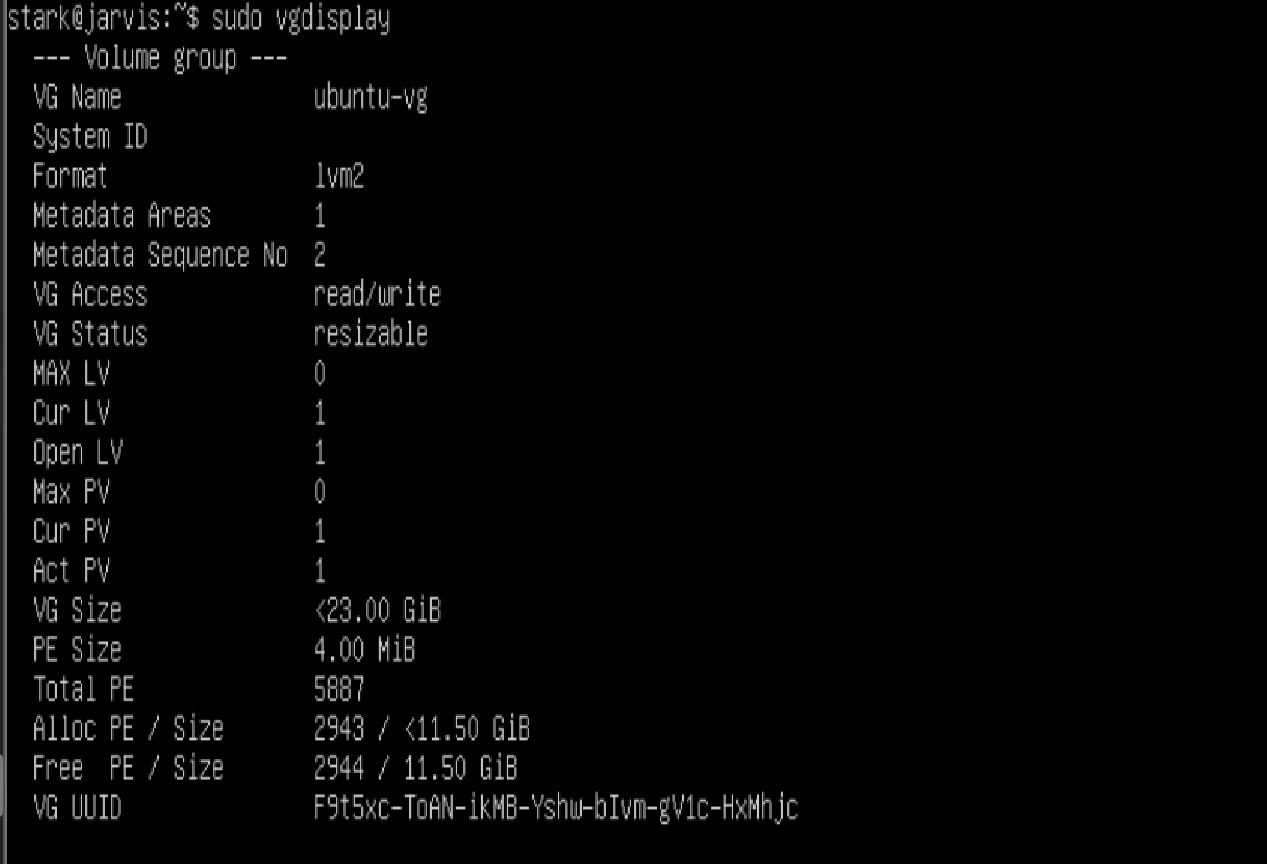 stark@jarvis:~$ sudo vgdisplay
--- Volume group ---
VG Name ubuntu-vg
System ID
Format lvm2
Metadata Areas 1
Metadata Sequence No 2
VG Access read/write
VG Status resizable
MAX LV 0
Cur LV 1
Open LV 1
Max PV 0
Cur PV 1
Act PV 1
VG Size <23.00 GiB
PE Size 4.00 MiB
Total PE 5887
Alloc PE / Size 2943 / <11.50 GiB
Free PE / Size 2944 / 11.50 GiB
VG UUID F9t5xc-ToAN-ikMB-Yshw-bIvm-gV1c-HxMhjc